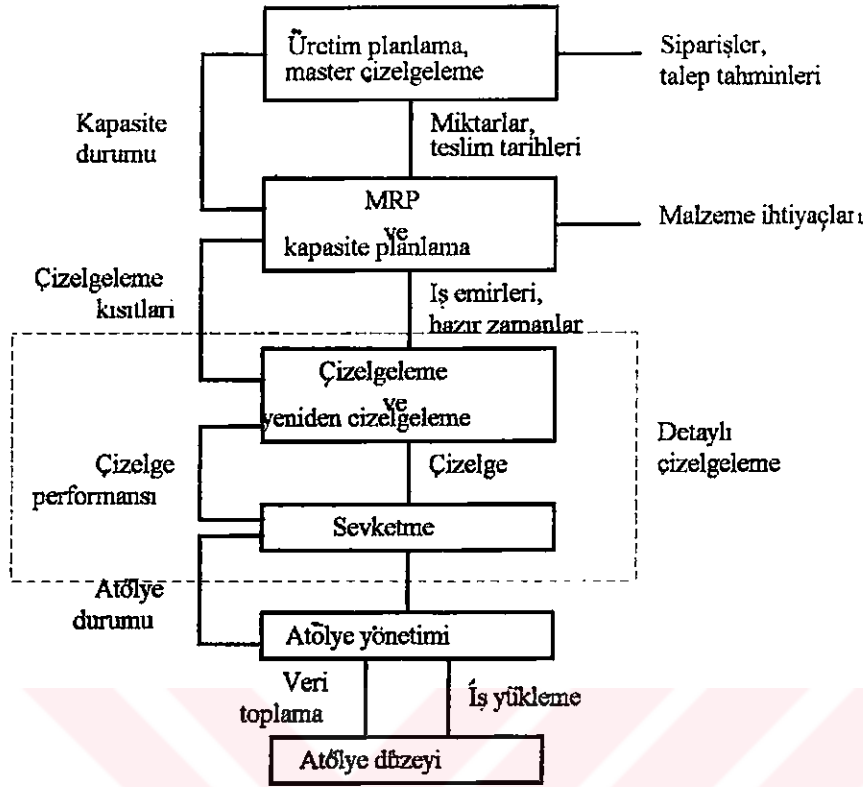 Üretim planlama,
master çizelgeleme
Siparişler,
talep tahminleri
Kapasite
durumu
Miktarlar,
teslim tarihleri
MRP
ve
kapasite planlama
Malzeme ihtiyaçları
Çizelgeleme
kısıtlari
İş emirleri,
hazır zamanlar
Çizelgeleme
ve
yeniden cizelgeleme
Detaylı
çizelgeleme
Çizelge
performansı
Çizelge
Sevketme
Atölye
durumu
Atölye yönetimi
Veri
toplama
İş yükleme
Atölye düzeyi